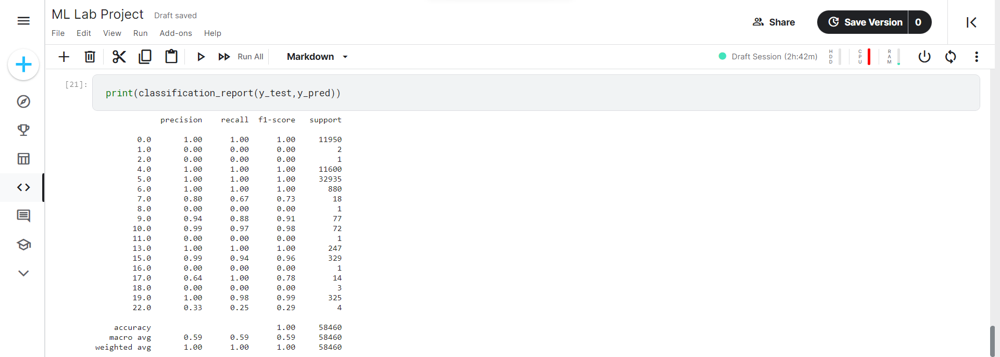 ML Lab Project Draft saved
File Edit View Run Add-ons Help
Share
Save Version 0
Run All
Markdown
Draft Session (2h:42m)
HDD
CPU
RAM
[21]:
print(classification_report(y_test,y_pred))
precision recall f1-score support
0.0 1.00 1.00 1.00 11950
1.0 0.00 0.00 0.00 2
2.0 0.00 0.00 0.00 1
4.0 1.00 1.00 1.00 11600
5.0 1.00 1.00 1.00 32935
6.0 1.00 1.00 1.00 880
7.0 0.80 0.67 0.73 18
8.0 0.00 0.00 0.00 1
9.0 0.94 0.88 0.91 77
10.0 0.99 0.97 0.98 72
11.0 0.00 0.00 0.00 1
13.0 1.00 1.00 1.00 247
15.0 0.99 0.94 0.96 329
16.0 0.00 0.00 0.00 1
17.0 0.64 1.00 0.78 14
18.0 0.00 0.00 0.00 3
19.0 1.00 0.98 0.99 325
22.0 0.33 0.25 0.29 4
accuracy 1.00 58460
macro avg 0.59 0.59 0.59 58460
weighted avg 1.00 1.00 1.00 58460